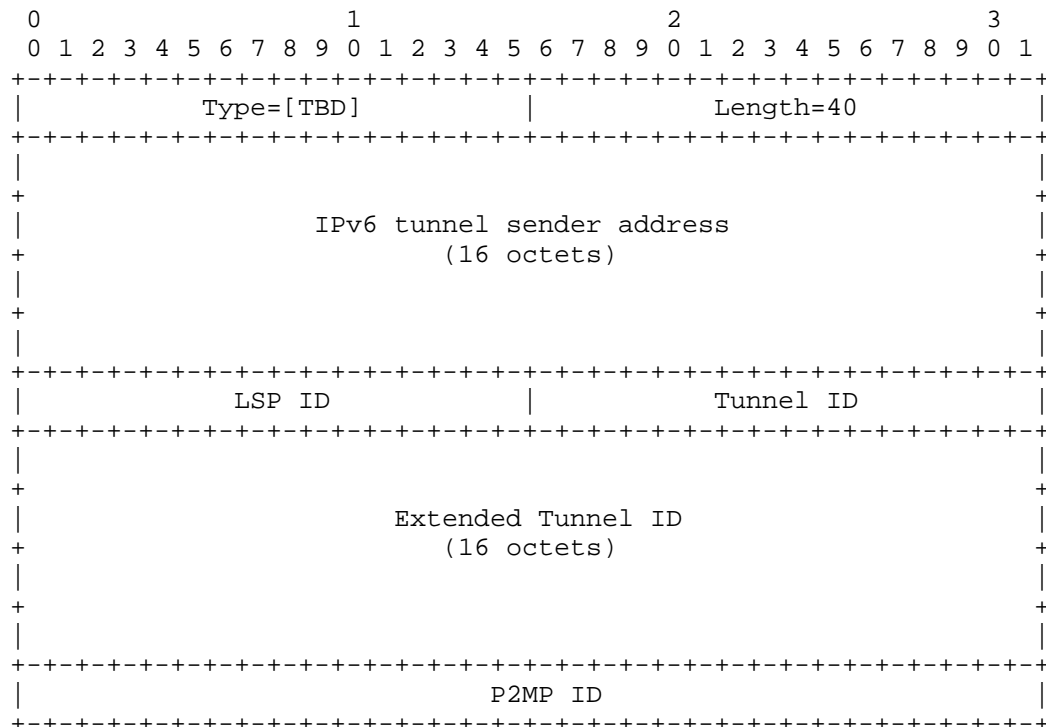 0                   1                   2                   3
 0 1 2 3 4 5 6 7 8 9 0 1 2 3 4 5 6 7 8 9 0 1 2 3 4 5 6 7 8 9 0 1
+-+-+-+-+-+-+-+-+-+-+-+-+-+-+-+-+-+-+-+-+-+-+-+-+-+-+-+-+-+-+-+-+
|           Type=[TBD]          |           Length=40           |
+-+-+-+-+-+-+-+-+-+-+-+-+-+-+-+-+-+-+-+-+-+-+-+-+-+-+-+-+-+-+-+-+
|                                                               |
+                                                               +
|                  IPv6 tunnel sender address                   |
+                          (16 octets)                          +
|                                                               |
+                                                               +
|                                                               |
+-+-+-+-+-+-+-+-+-+-+-+-+-+-+-+-+-+-+-+-+-+-+-+-+-+-+-+-+-+-+-+-+
|             LSP ID            |           Tunnel ID           |
+-+-+-+-+-+-+-+-+-+-+-+-+-+-+-+-+-+-+-+-+-+-+-+-+-+-+-+-+-+-+-+-+
|                                                               |
+                                                               +
|                       Extended Tunnel ID                      |
+                          (16 octets)                          +
|                                                               |
+                                                               +
|                                                               |
+-+-+-+-+-+-+-+-+-+-+-+-+-+-+-+-+-+-+-+-+-+-+-+-+-+-+-+-+-+-+-+-+
|                             P2MP ID                           |
+-+-+-+-+-+-+-+-+-+-+-+-+-+-+-+-+-+-+-+-+-+-+-+-+-+-+-+-+-+-+-+-+